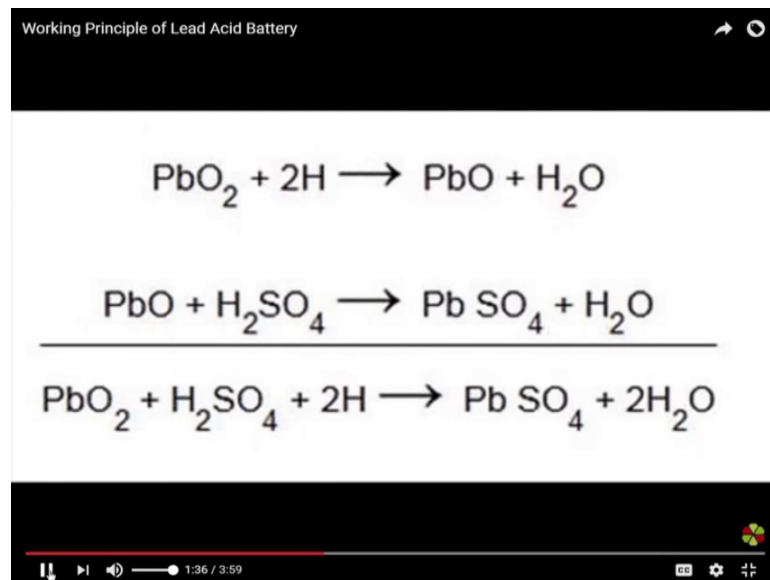 Working Principle of Lead Acid Battery
PbO₂ + 2H ⟶ PbO + H₂O
PbO + H₂SO₄ ⟶ Pb SO₄ + H₂O
PbO₂ + H₂SO₄ + 2H ⟶ Pb SO₄ + 2H₂O
1:36 / 3:59 CC